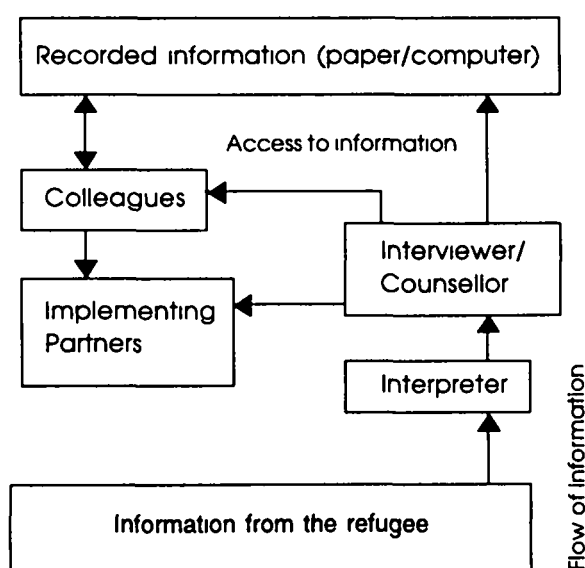 Recorded information (paper/computer)
Access to information
Colleagues
Interviewer/
Counsellor
Implementing
Partners
Interpreter
Information from the refugee
Flow of information